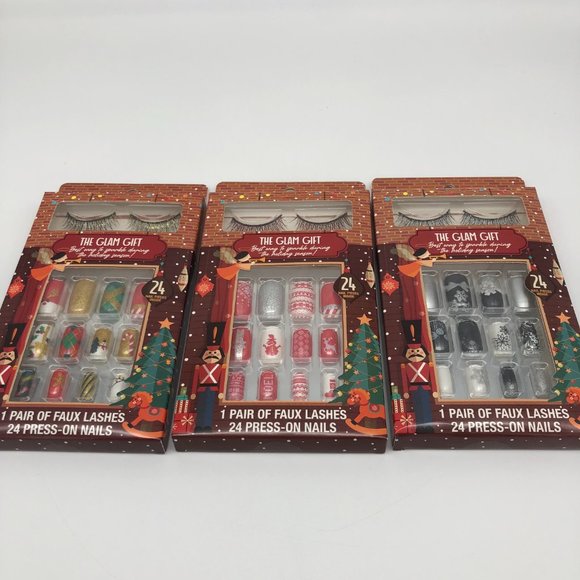 THE GLAM GIFT
Best way to sparkle during
the holiday season!
24
1 PAIR OF FAUX LASHES
24 PRESS-ON NAILS
THE GLAM GIFT
Best way to sparkle during
the holiday season!
24
1 PAIR OF FAUX LASHES
24 PRESS-ON NAILS
THE GLAM GIFT
Best way to sparkle during
the holiday season!
24
1 PAIR OF FAUX LASHES
24 PRESS-ON NAILS